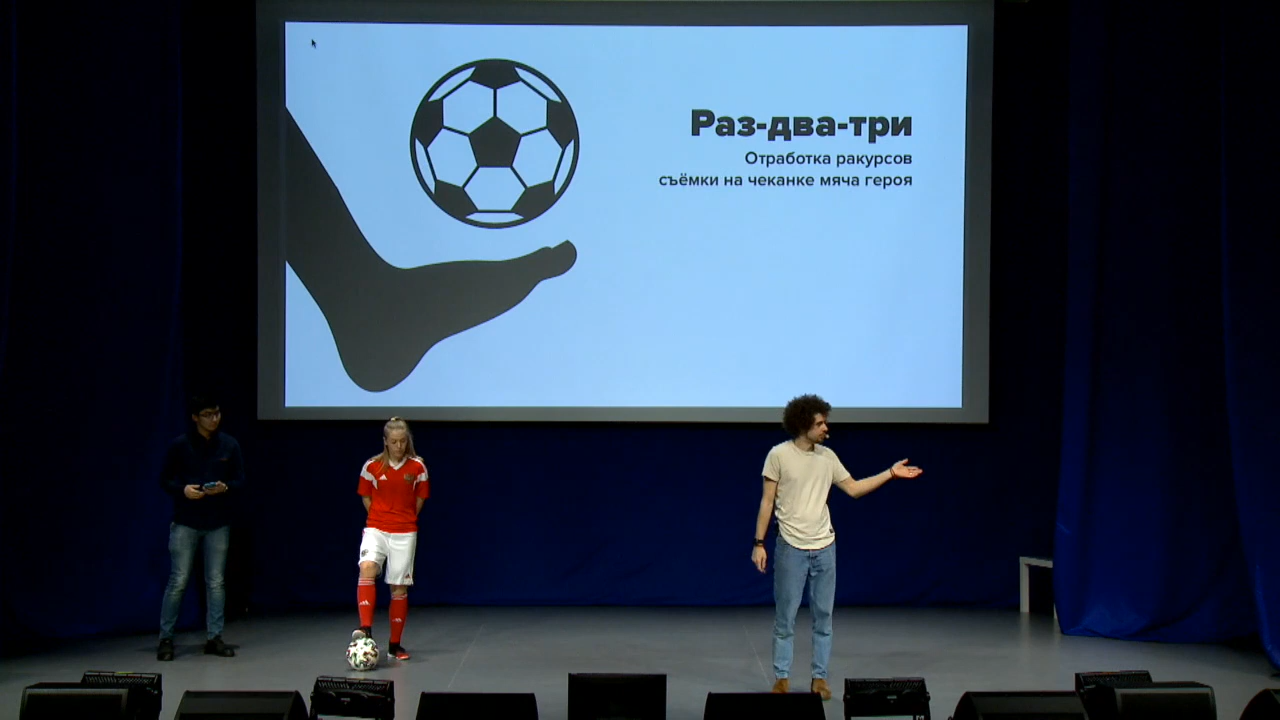 Раз-два-три
Отработка ракурсов
съёмки на чеканке мяча героя